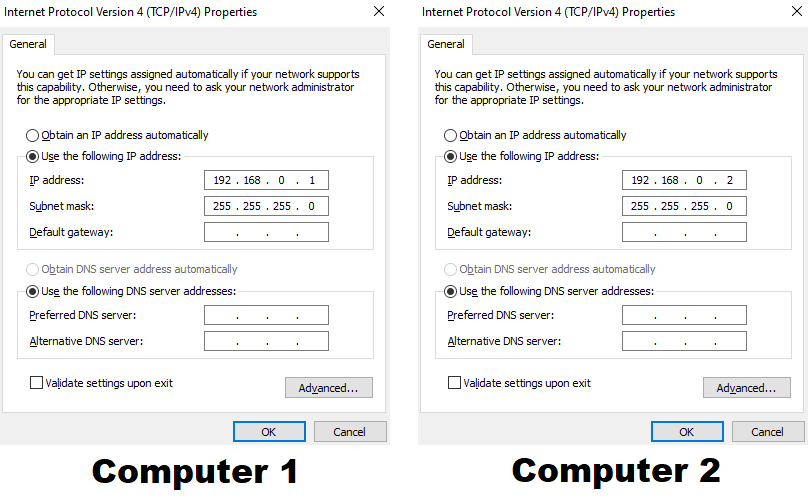 Internet Protocol Version 4 (TCP/IPv4) Properties
General
You can get IP settings assigned automatically if your network supports
this capability. Otherwise, you need to ask your network administrator
for the appropriate IP settings.
Obtain an IP address automatically
Use the following IP address:
IP address: 192 . 168 . 0 . 1
Subnet mask: 255 . 255 . 255 . 0
Default gateway: . . .
Obtain DNS server address automatically
Use the following DNS server addresses:
Preferred DNS server: . . .
Alternative DNS server: . . .
Validate settings upon exit
Advanced...
OK Cancel
Computer 1
Internet Protocol Version 4 (TCP/IPv4) Properties
General
You can get IP settings assigned automatically if your network supports
this capability. Otherwise, you need to ask your network administrator
for the appropriate IP settings.
Obtain an IP address automatically
Use the following IP address:
IP address: 192 . 168 . 0 . 2
Subnet mask: 255 . 255 . 255 . 0
Default gateway: . . .
Obtain DNS server address automatically
Use the following DNS server addresses:
Preferred DNS server: . . .
Alternative DNS server: . . .
Validate settings upon exit
Advanced...
OK Cancel
Computer 2